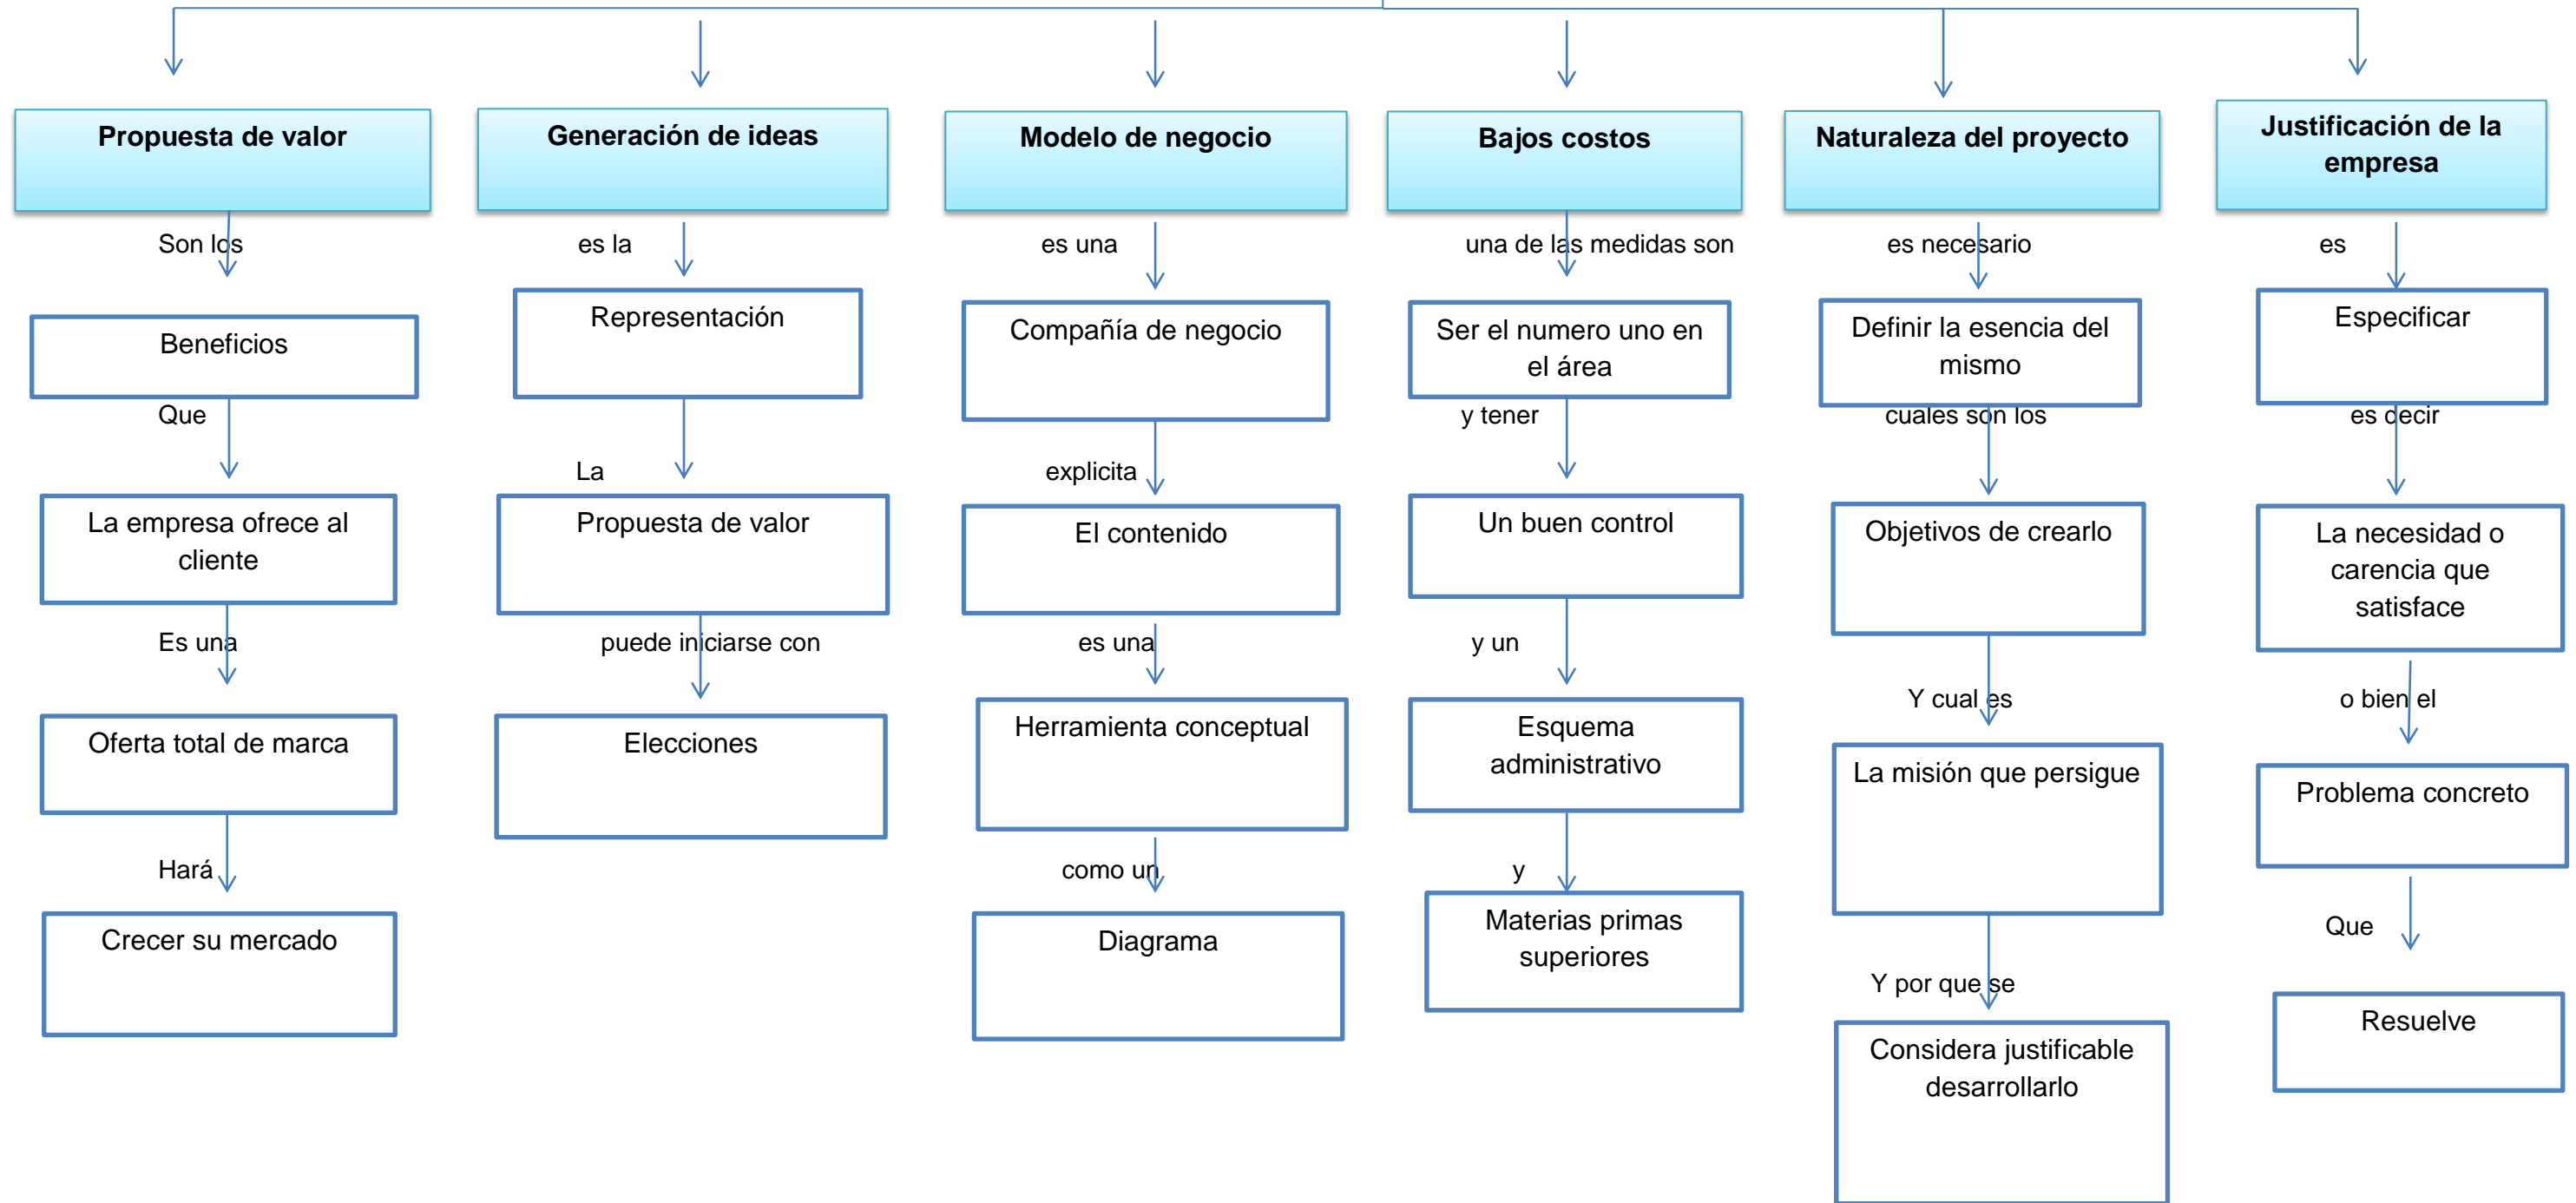 Propuesta de valor
Son los
Beneficios
Que
La empresa ofrece al
cliente
Es una
Oferta total de marca
Hará
Crecer su mercado
Generación de ideas
es la
Representación
La
Propuesta de valor
puede iniciarse con
Elecciones
Modelo de negocio
es una
Compañía de negocio
explicita
El contenido
es una
Herramienta conceptual
como un
Diagrama
Bajos costos
una de las medidas son
Ser el numero uno en
el área
y tener
Un buen control
y un
Esquema
administrativo
y
Materias primas
superiores
Naturaleza del proyecto
es necesario
Definir la esencia del
mismo
cuales son los
Objetivos de crearlo
Y cual es
La misión que persigue
Y por que se
Considera justificable
desarrollarlo
Justificación de la
empresa
es
Especificar
es decir
La necesidad o
carencia que
satisface
o bien el
Problema concreto
Que
Resuelve